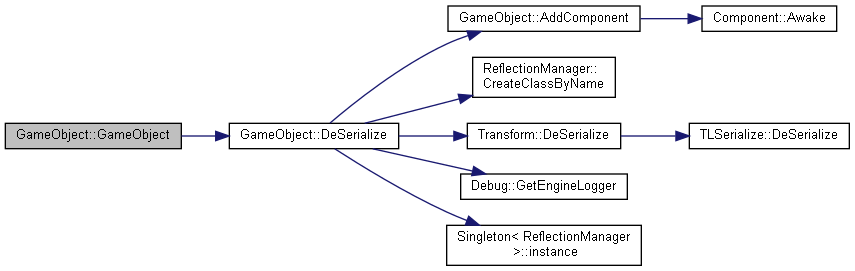 GameObject::AddComponent
Component::Awake
ReflectionManager::
CreateClassByName
GameObject::GameObject
GameObject::DeSerialize
Transform::DeSerialize
TLSerialize::DeSerialize
Debug::GetEngineLogger
Singleton< ReflectionManager
>::instance